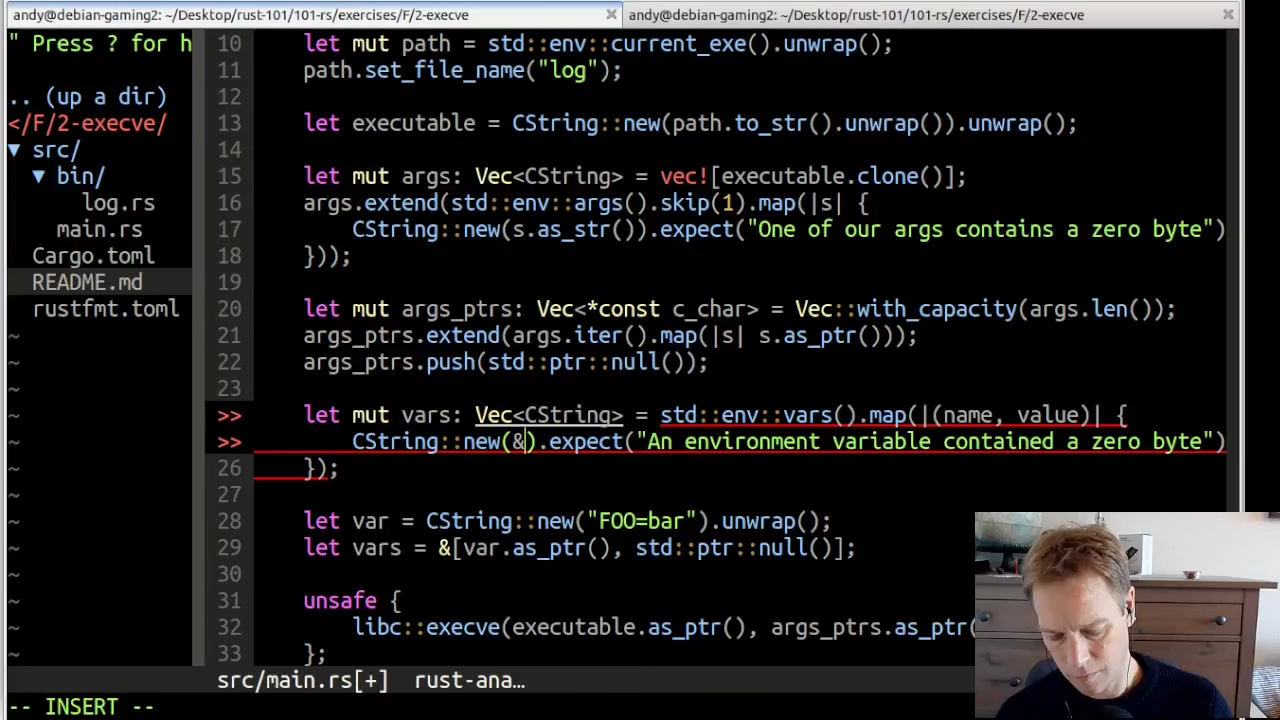 andy@debian-gaming2: ~/Desktop/rust-101/101-rs/exercises/F/2-execve
andy@debian-gaming2: ~/Desktop/rust-101/101-rs/exercises/F/2-execve
" Press ? for h
.. (up a dir)
</F/2-execve/
▼ src/
▼ bin/
log.rs
main.rs
Cargo.toml
README.md
rustfmt.toml
~
~
~
~
~
~
~
~
~
~
~
~
~
10 let mut path = std::env::current_exe().unwrap();
11 path.set_file_name("log");
12
13 let executable = CString::new(path.to_str().unwrap()).unwrap();
14
15 let mut args: Vec<CString> = vec![executable.clone()];
16 args.extend(std::env::args().skip(1).map(|s| {
17 CString::new(s.as_str()).expect("One of our args contains a zero byte")
18 }));
19
20 let mut args_ptrs: Vec<*const c_char> = Vec::with_capacity(args.len());
21 args_ptrs.extend(args.iter().map(|s| s.as_ptr()));
22 args_ptrs.push(std::ptr::null());
23
>> let mut vars: Vec<CString> = std::env::vars().map(|(name, value)| {
>> CString::new(&).expect("An environment variable contained a zero byte")
26 });
27
28 let var = CString::new("FOO=bar").unwrap();
29 let vars = &[var.as_ptr(), std::ptr::null()];
30
31 unsafe {
32 libc::execve(executable.as_ptr(), args_ptrs.as_ptr(
33 };
src/main.rs[+] rust-ana…
-- INSERT --